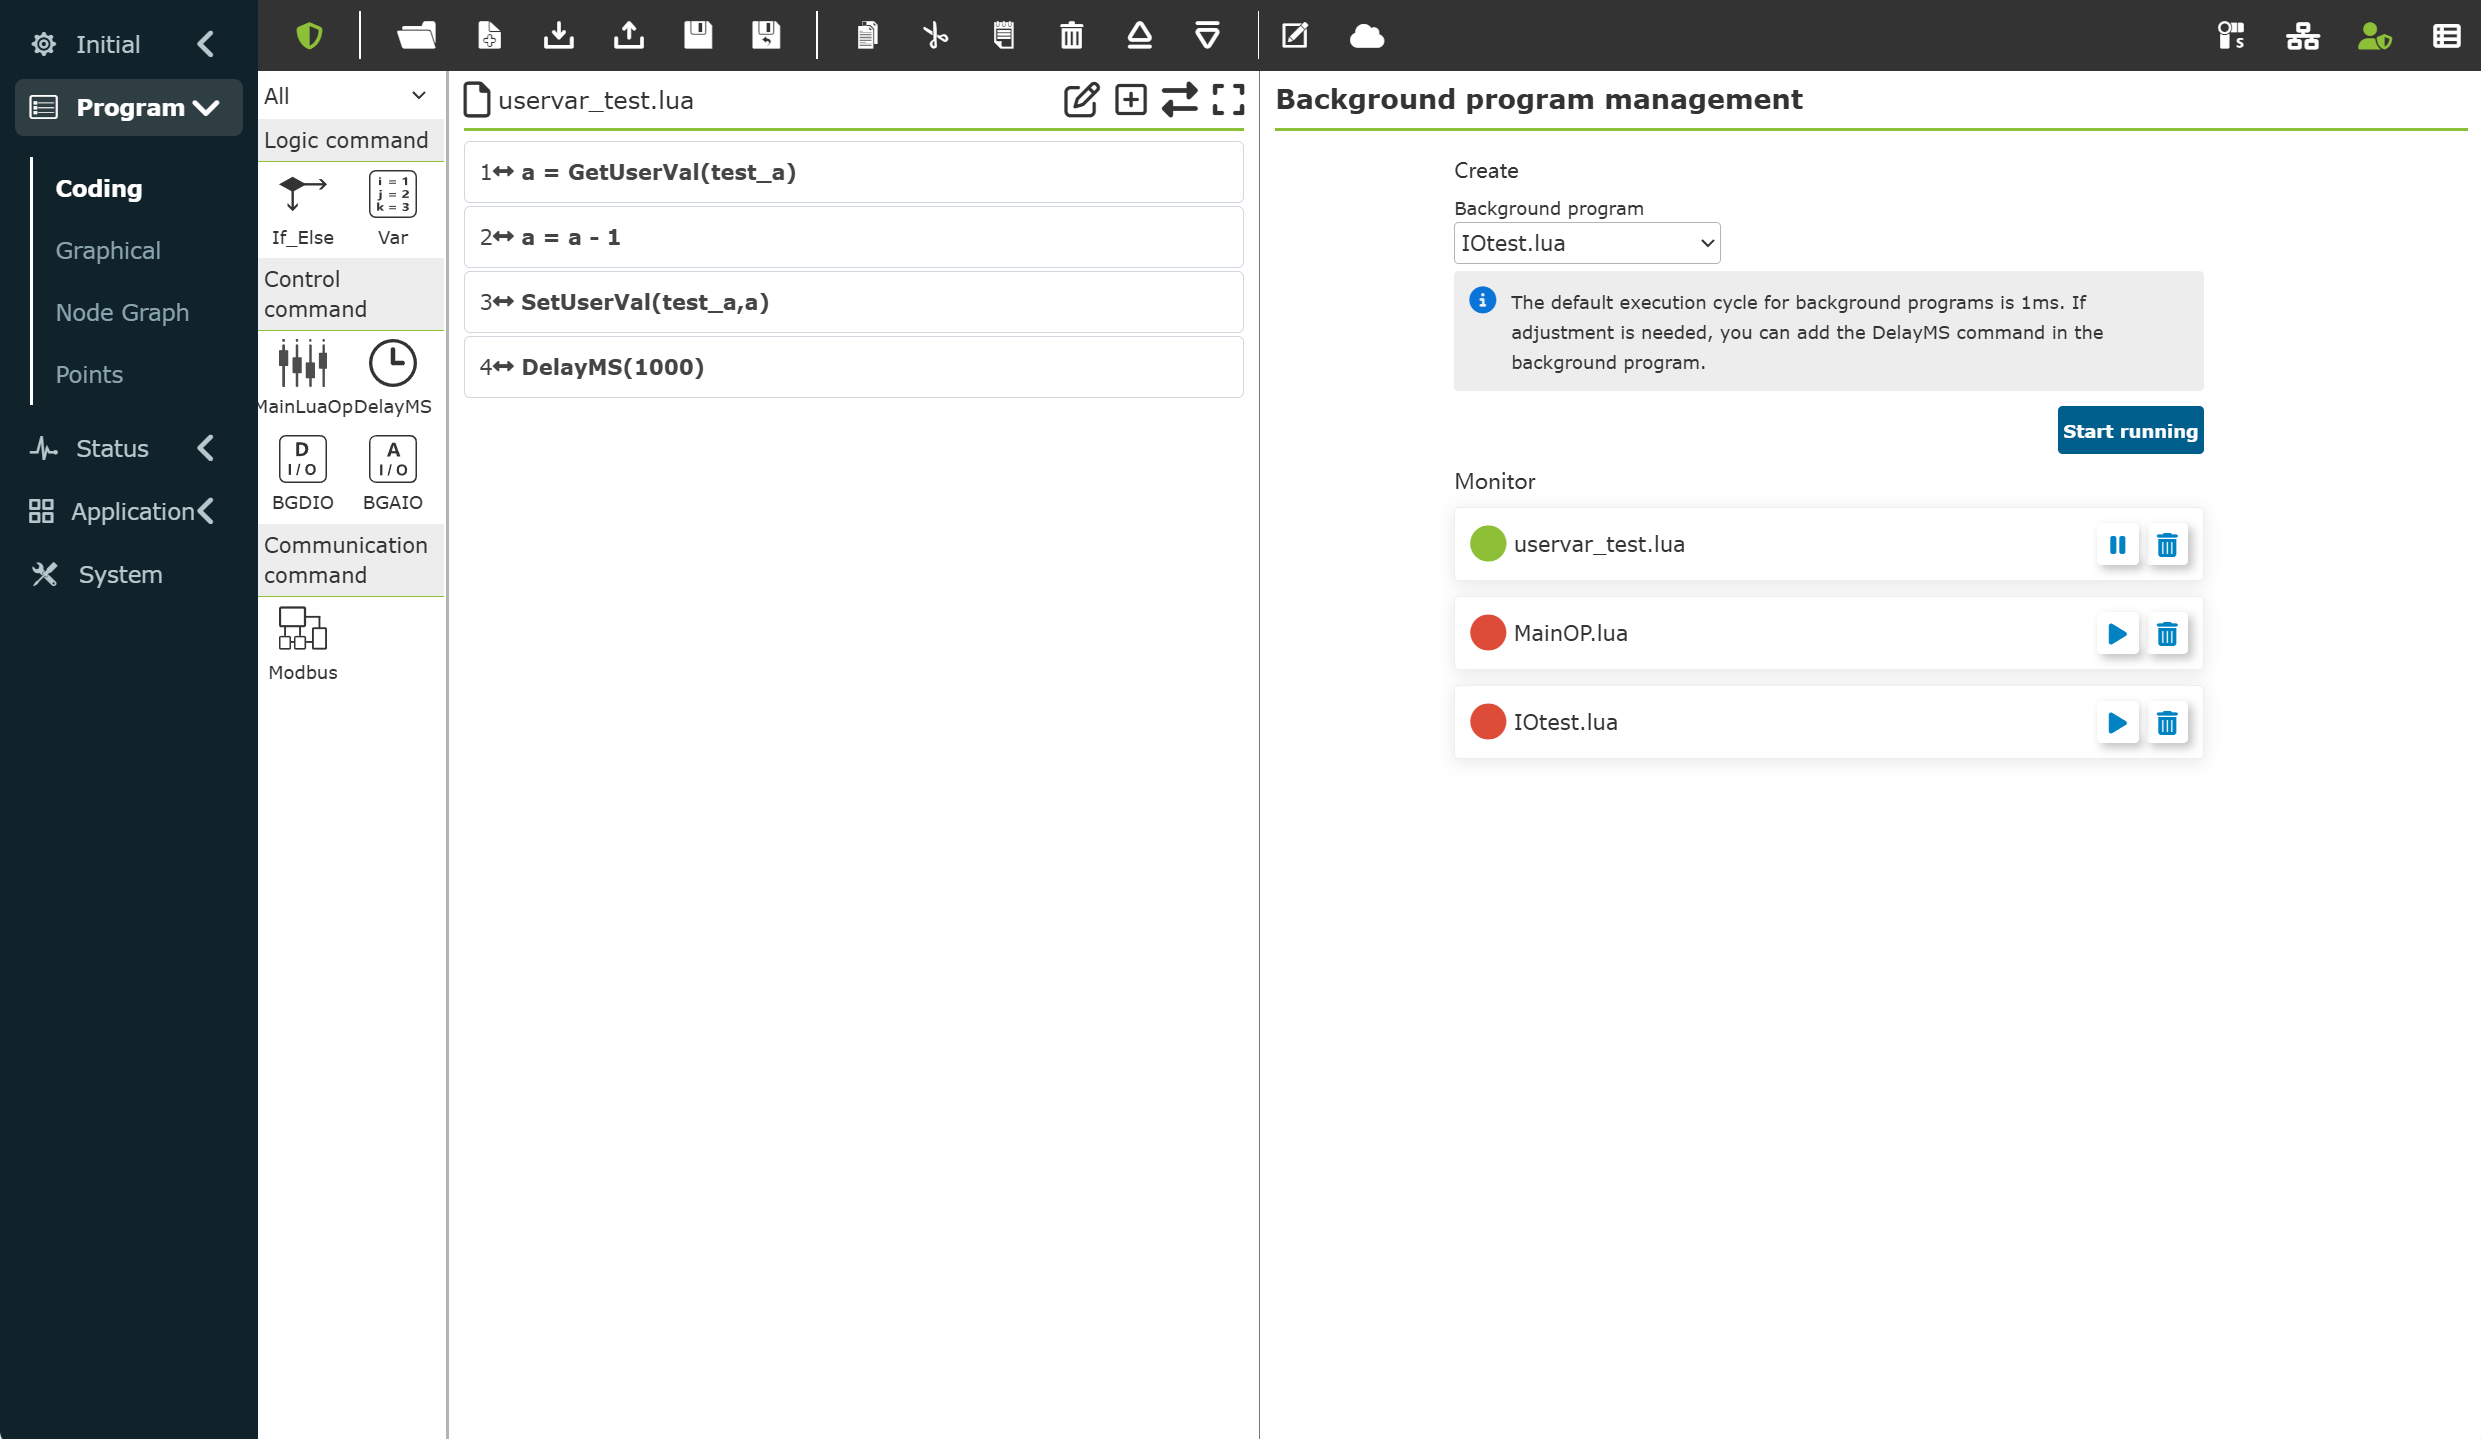 Initial
Program
Coding
Graphical
Node Graph
Points
Status
Application
System
All
Logic command
If_Else
i = 1
j = 2
k = 3
Var
Control
command
MainLuaOp
DelayMS
D
I/O
BGDIO
A
I/O
BGAIO
Communication
command
Modbus
uservar_test.lua
1 a = GetUserVal(test_a)
2 a = a - 1
3 SetUserVal(test_a,a)
4 DelayMS(1000)
S
Background program management
Create
Background program
IOtest.lua
The default execution cycle for background programs is 1ms. If
adjustment is needed, you can add the DelayMS command in the
background program.
Start running
Monitor
uservar_test.lua
MainOP.lua
IOtest.lua